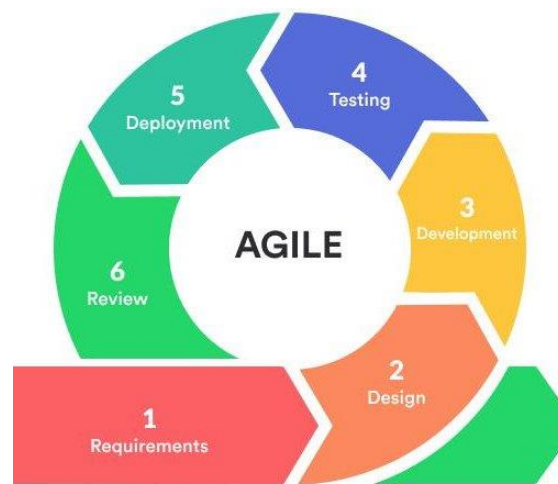 AGILE
1
Requirements
2
Design
3
Development
4
Testing
5
Deployment
6
Review